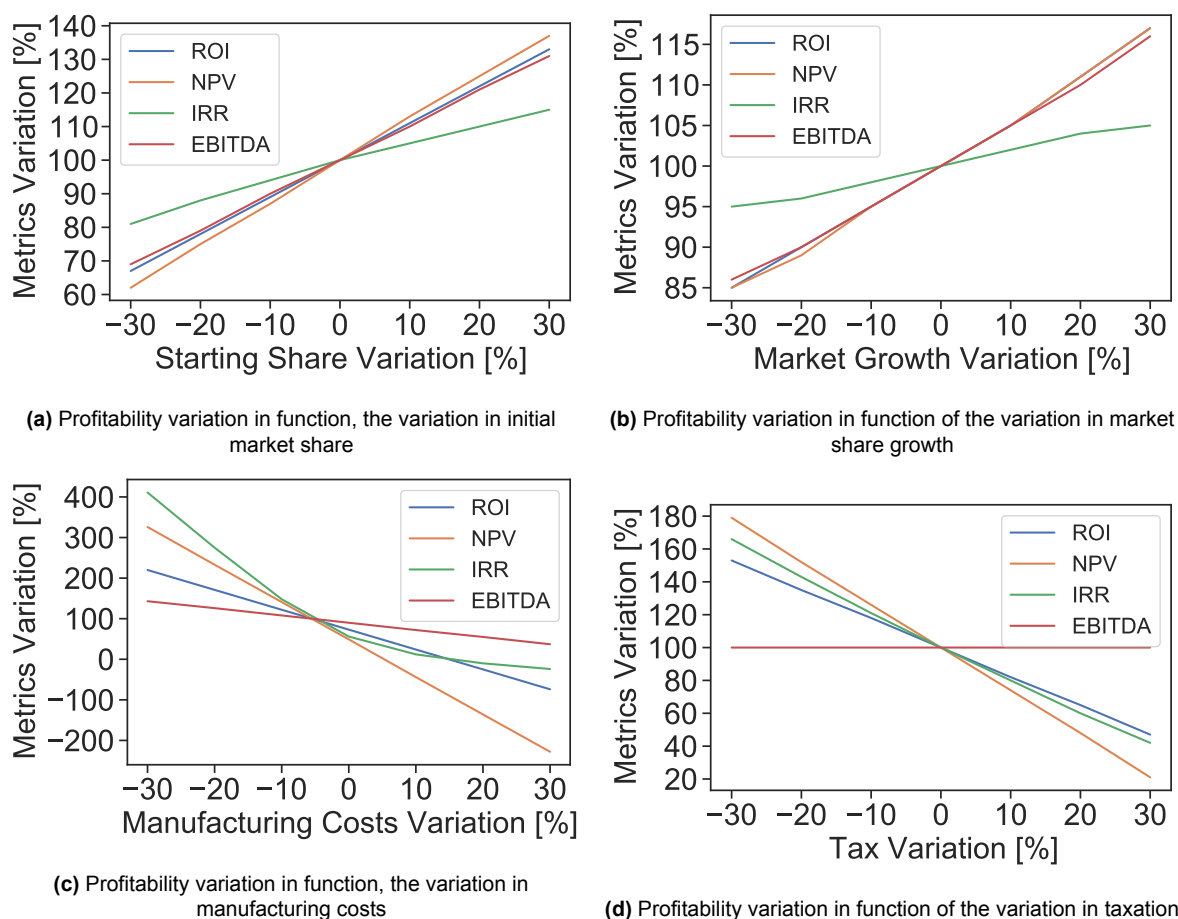 140
130
120
110
100
90
80
70
60
Metrics Variation [%]
ROI
NPV
IRR
EBITDA
−30 −20 −10 0 10 20 30
Starting Share Variation [%]
(a) Profitability variation in function, the variation in initial
market share
115
110
105
100
95
90
85
Metrics Variation [%]
ROI
NPV
IRR
EBITDA
−30 −20 −10 0 10 20 30
Market Growth Variation [%]
(b) Profitability variation in function of the variation in market
share growth
400
300
200
100
0
−100
−200
Metrics Variation [%]
ROI
NPV
IRR
EBITDA
−30 −20 −10 0 10 20 30
Manufacturing Costs Variation [%]
(c) Profitability variation in function, the variation in
manufacturing costs
180
160
140
120
100
80
60
40
20
Metrics Variation [%]
ROI
NPV
IRR
EBITDA
−30 −20 −10 0 10 20 30
Tax Variation [%]
(d) Profitability variation in function of the variation in taxation